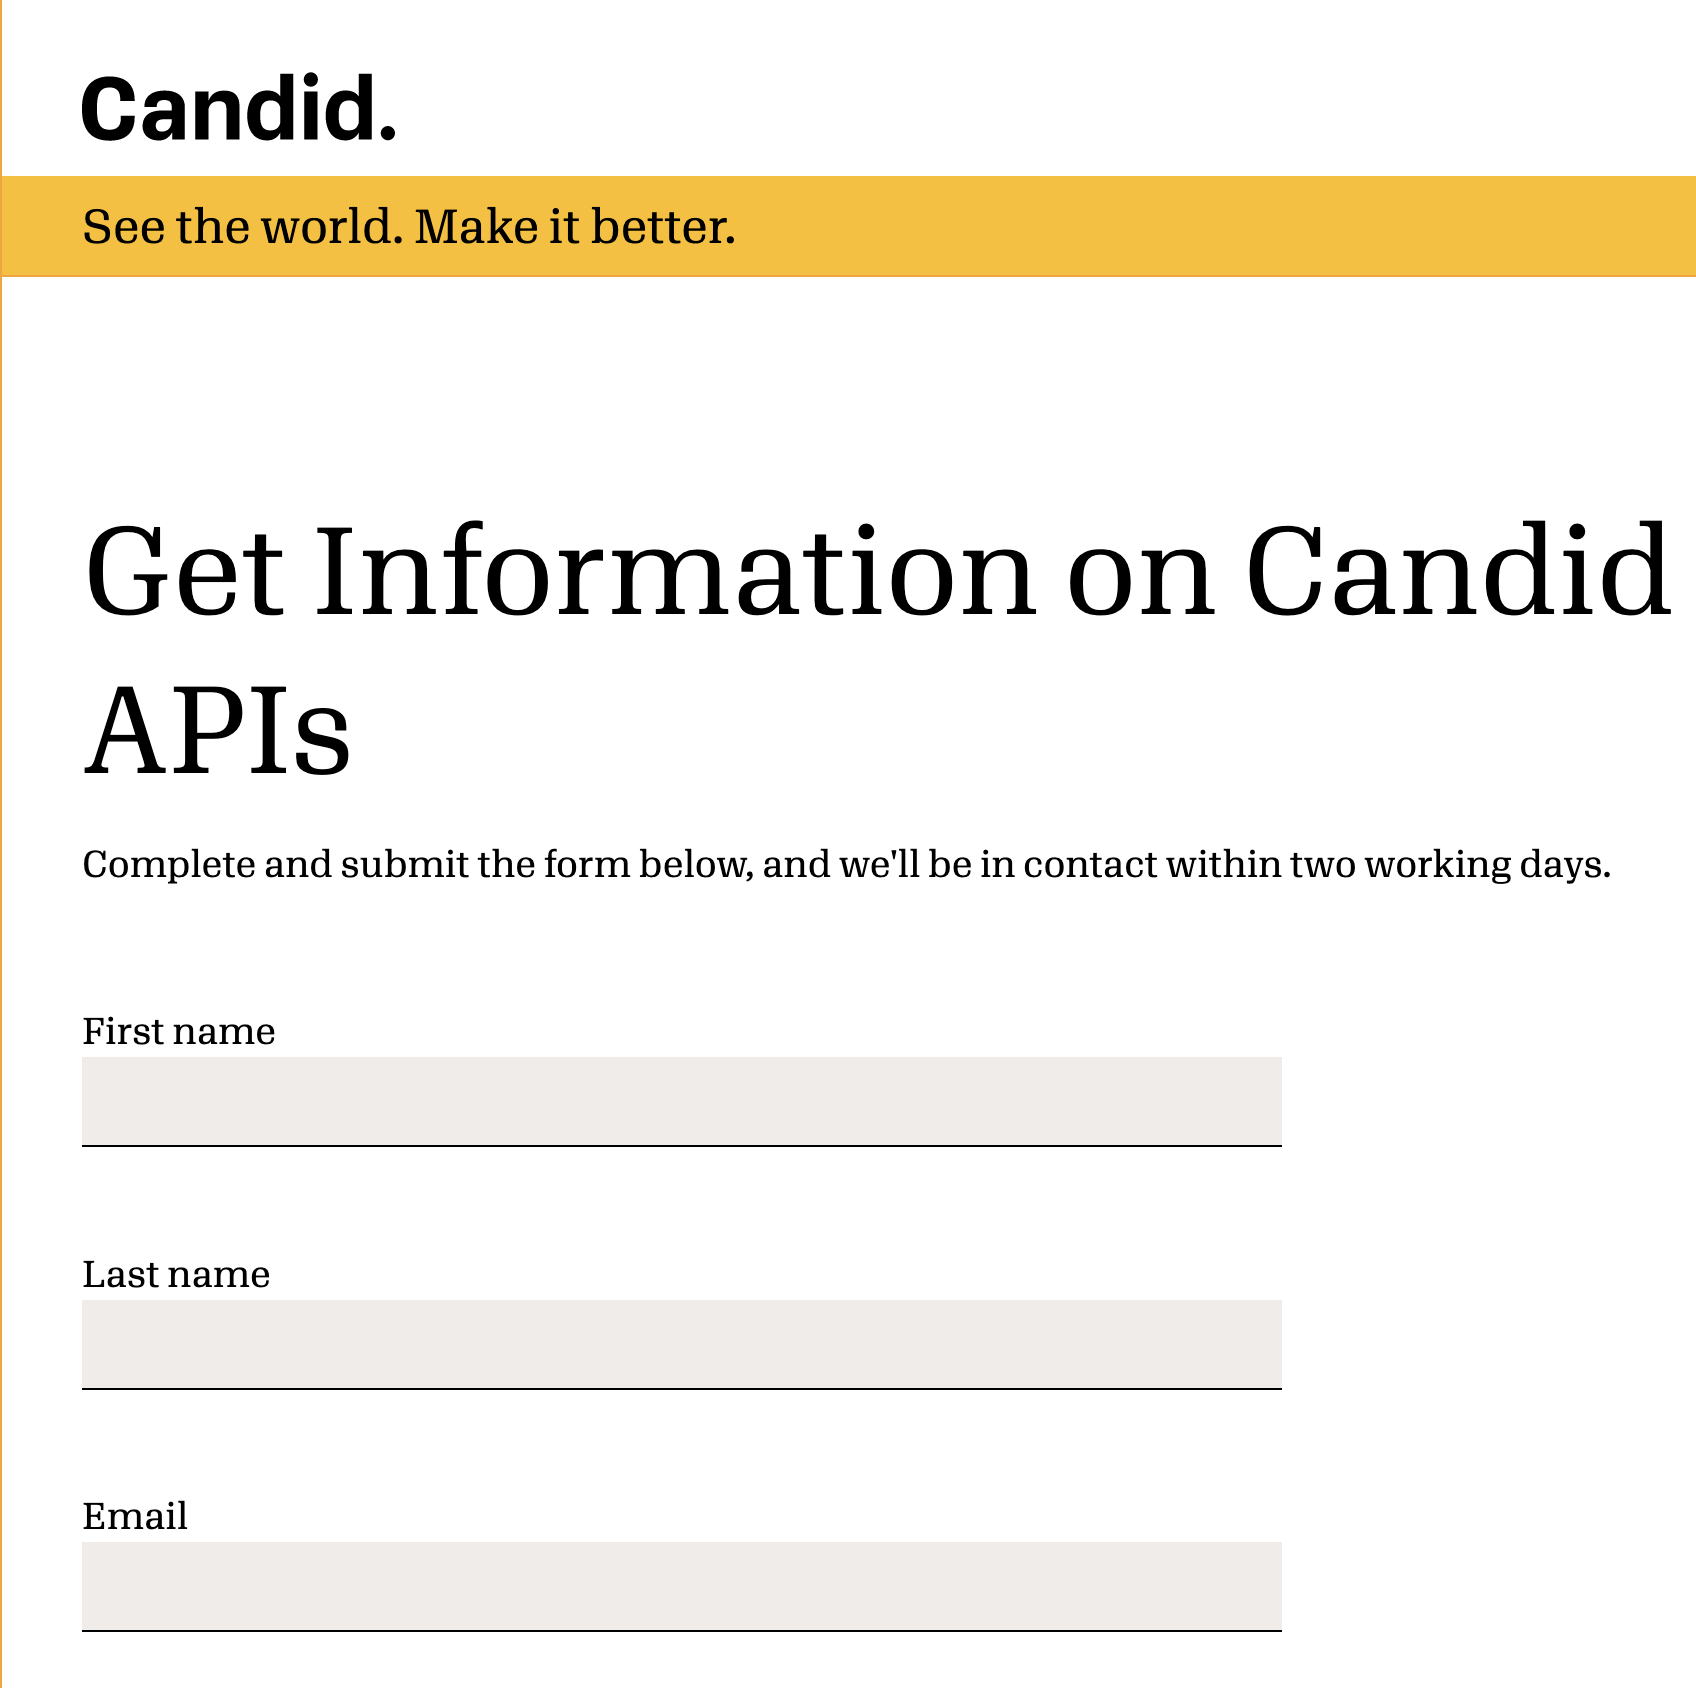 Candid.
See the world. Make it better.
Get Information on Candid
APIs
Complete and submit the form below, and we'll be in contact within two working days.
First name
Last name
Email